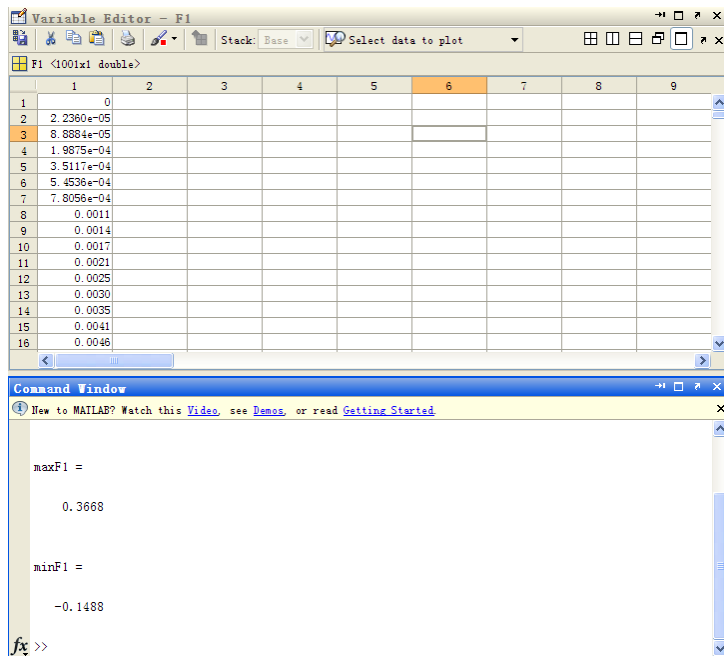 Variable Editor - F1
Stack: Base Select data to plot
F1 <1001x1 double>
1 2 3 4 5 6 7 8 9
1 0
2 2.2360e-05
3 8.8884e-05
4 1.9875e-04
5 3.5117e-04
6 5.4536e-04
7 7.8056e-04
8 0.0011
9 0.0014
10 0.0017
11 0.0021
12 0.0025
13 0.0030
14 0.0035
15 0.0041
16 0.0046
Command Window
New to MATLAB? Watch this Video, see Demos, or read Getting Started.
maxF1 =
0.3668
minF1 =
-0.1488
fx >>